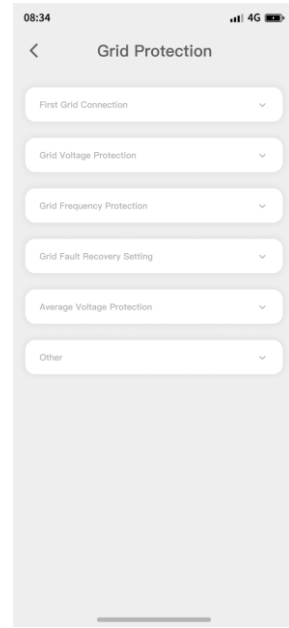 08:34
4G
Grid Protection
First Grid Connection
Grid Voltage Protection
Grid Frequency Protection
Grid Fault Recovery Setting
Average Voltage Protection
Other